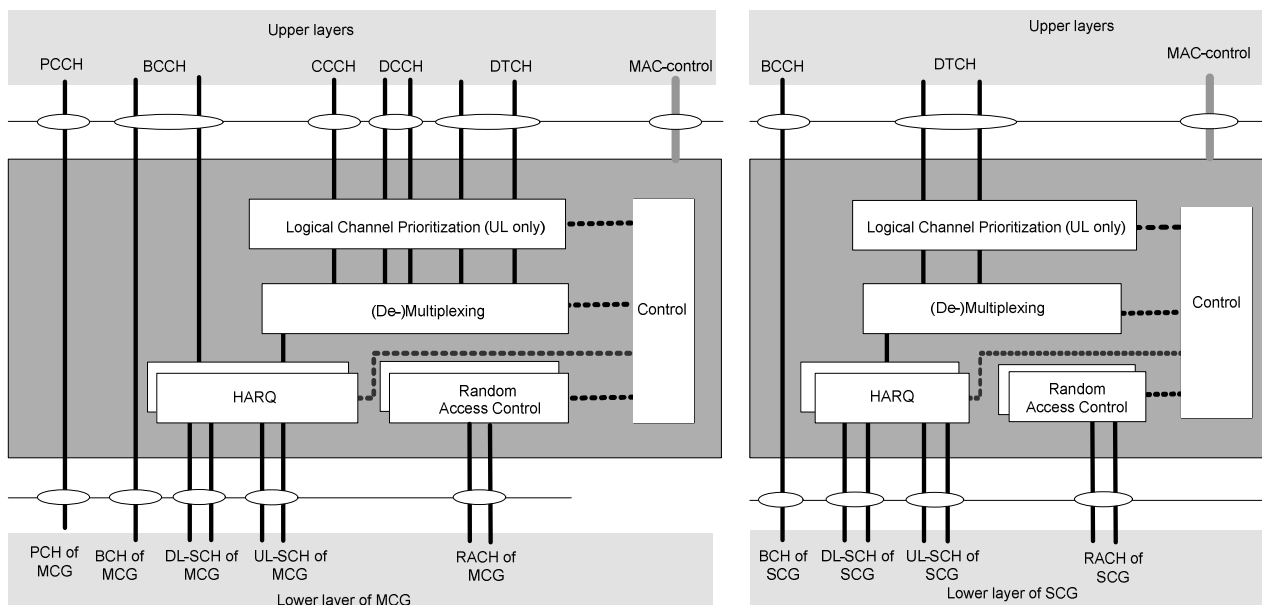 Upper layers
PCCH BCCH CCCH DCCH DTCH MAC-control
Logical Channel Prioritization (UL only)
(De-)Multiplexing
Control
HARQ
Random
Access Control
PCH of
MCG
BCH of
MCG
DL-SCH of
MCG
UL-SCH of
MCG
RACH of
MCG
Lower layer of MCG
Upper layers
BCCH DTCH MAC-control
Logical Channel Prioritization (UL only)
(De-)Multiplexing
Control
HARQ
Random
Access Control
BCH of
SCG
DL-SCH of
SCG
UL-SCH of
SCG
RACH of
SCG
Lower layer of SCG